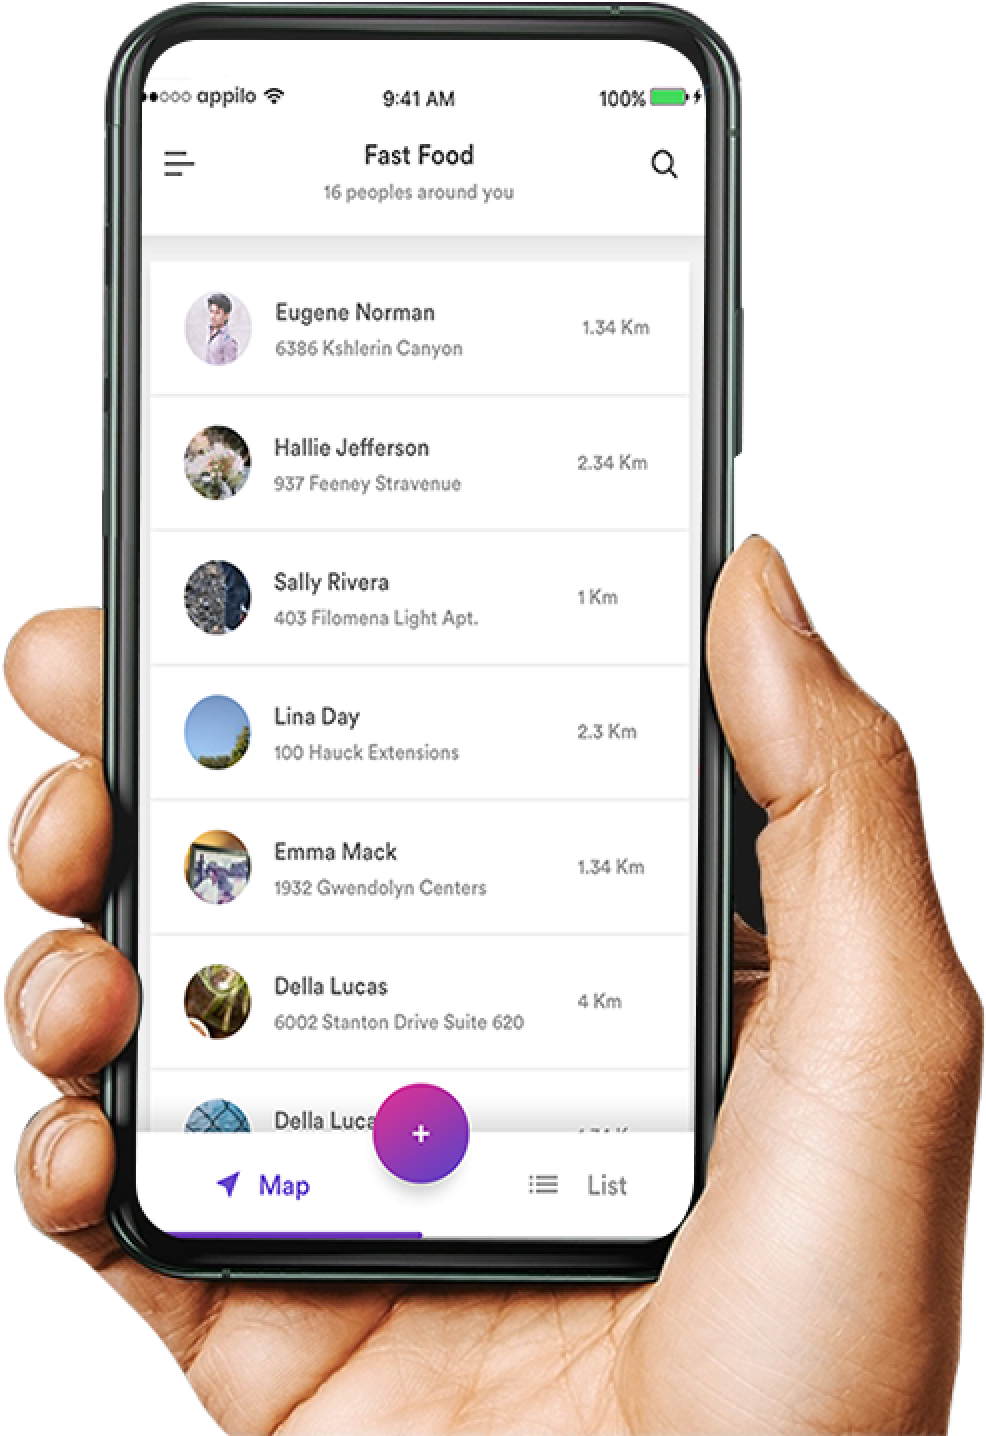 appilo
9:41 AM
100%
Fast Food
16 peoples around you
Eugene Norman
1.34 Km
6386 Kshlerin Canyon
Hallie Jefferson
2.34 Km
937 Feeney Stravenue
Sally Rivera
1 Km
403 Filomena Light Apt.
Lina Day
2.3 Km
100 Hauck Extensions
Emma Mack
1.34 Km
1932 Gwendolyn Centers
Della Lucas
4 Km
6002 Stanton Drive Suite 620
Della Luca
+
Map
List